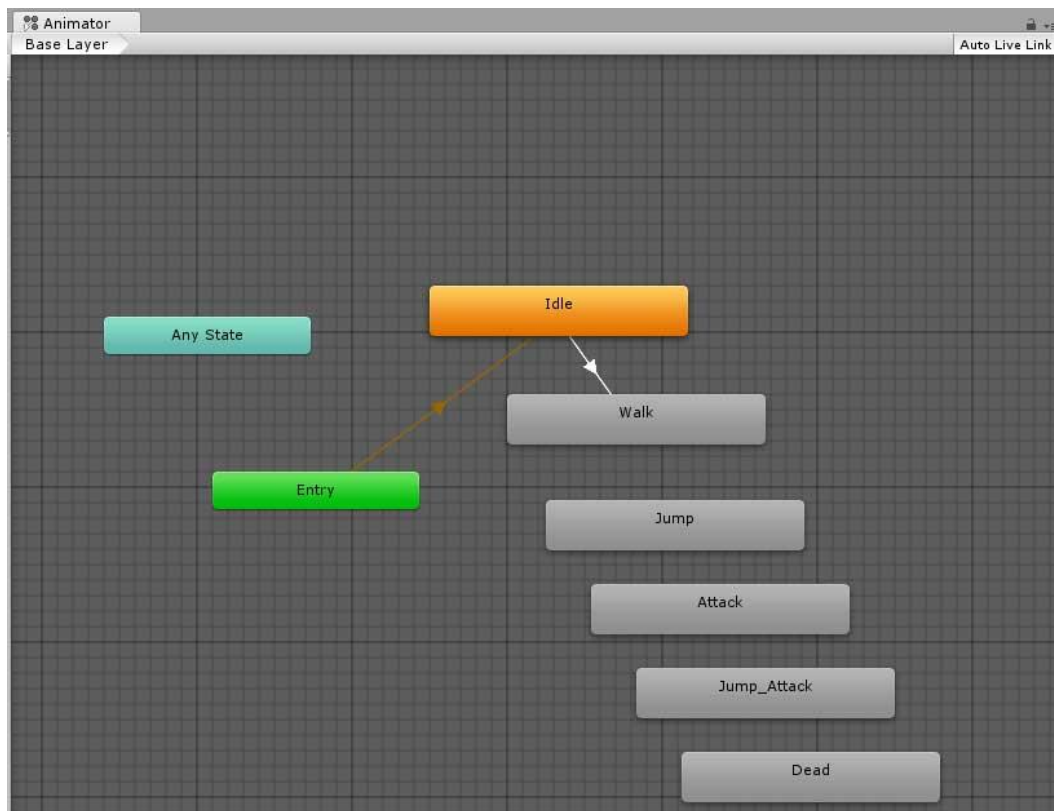 Animator
Base Layer
Auto Live Link
Idle
Any State
Walk
Entry
Jump
Attack
Jump_Attack
Dead